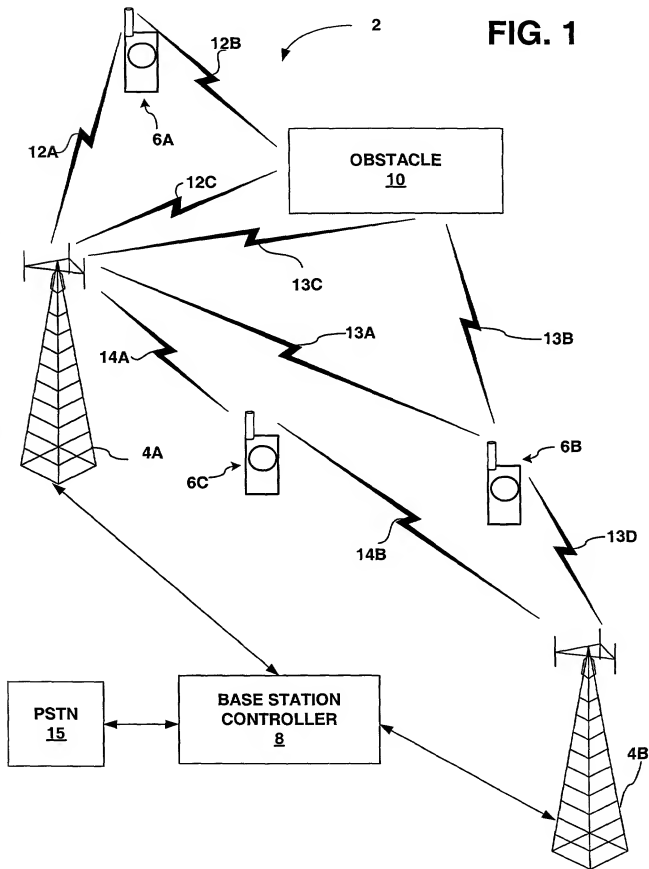 FIG. 1
2
12B
6A
12A
OBSTACLE
10
12C
13C
13A
13B
14A
4A
6C
6B
14B
13D
BASE STATION
CONTROLLER
8
PSTN
15
4B